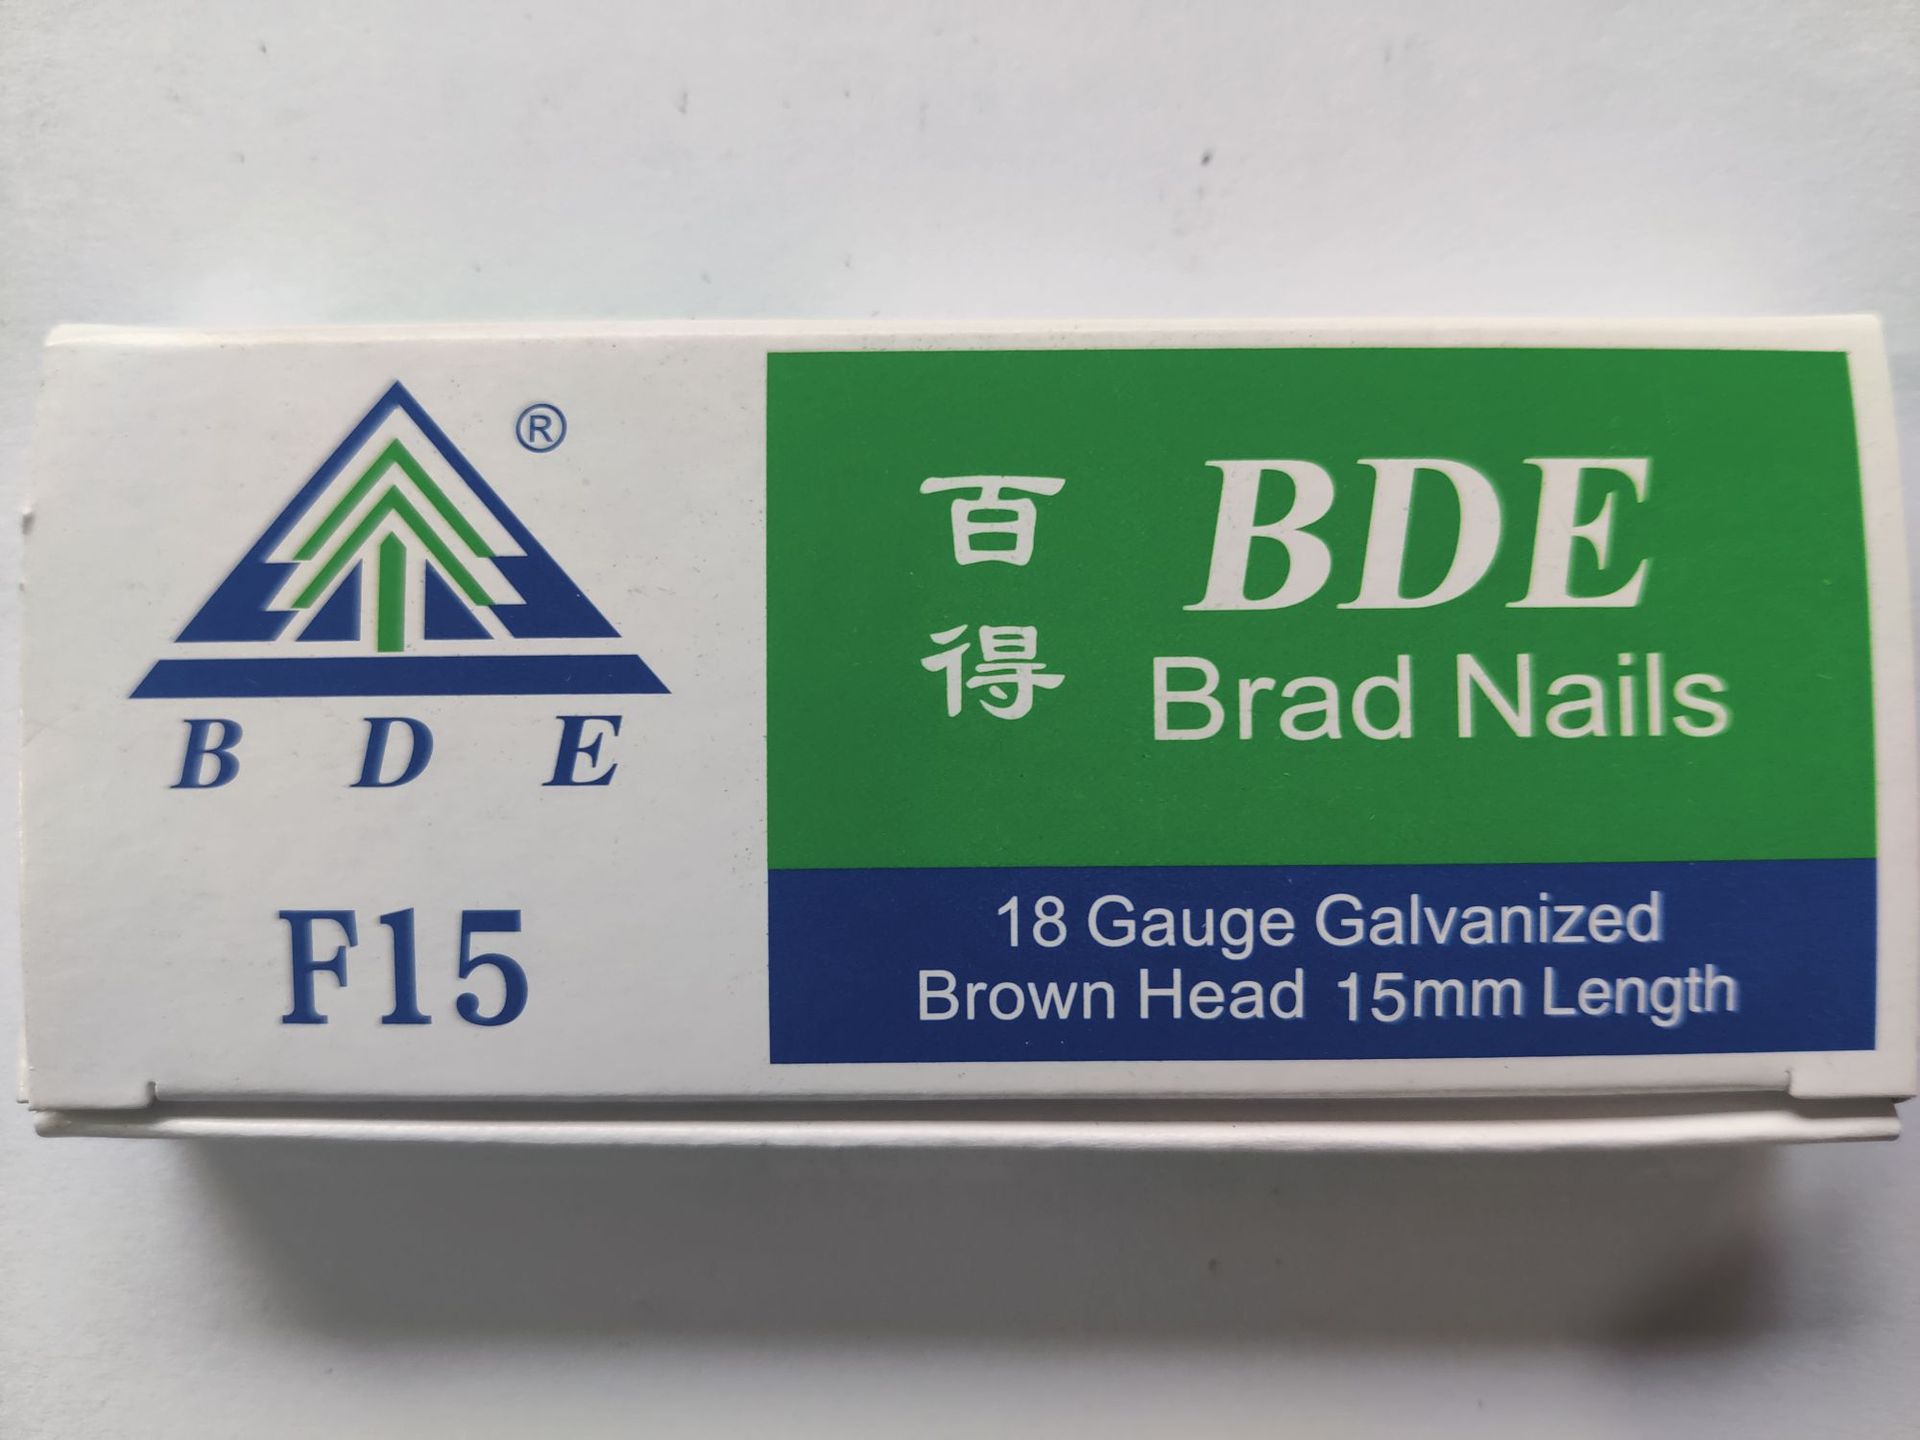 ®
B D E
F15
百得
BDE
Brad Nails
18 Gauge Galvanized
Brown Head 15mm Length